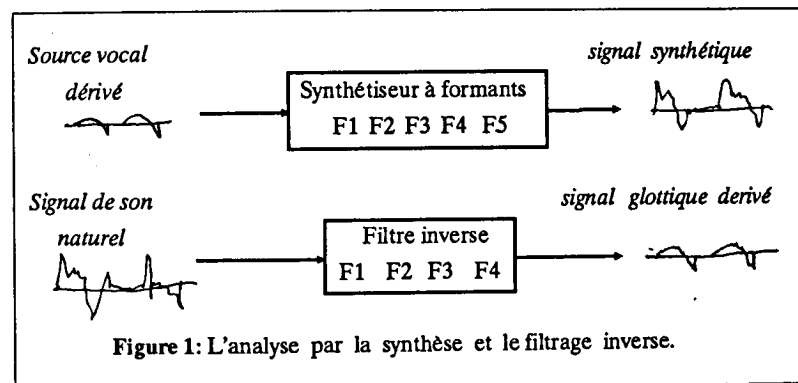 Source vocal
dérivé
Synthétiseur à formants
F1 F2 F3 F4 F5
signal synthétique
Signal de son
naturel
Filtre inverse
F1 F2 F3 F4
signal glottique derivé
Figure 1: L'analyse par la synthèse et le filtrage inverse.